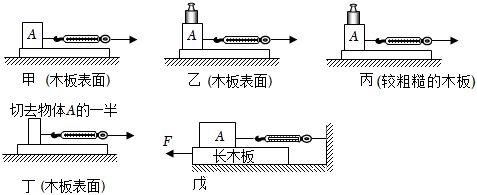 A
A
A
甲 (木板表面)
乙 (木板表面)
丙(较粗糙的木板)
切去物体A的一半
F
A
长木板
丁 (木板表面)
戊